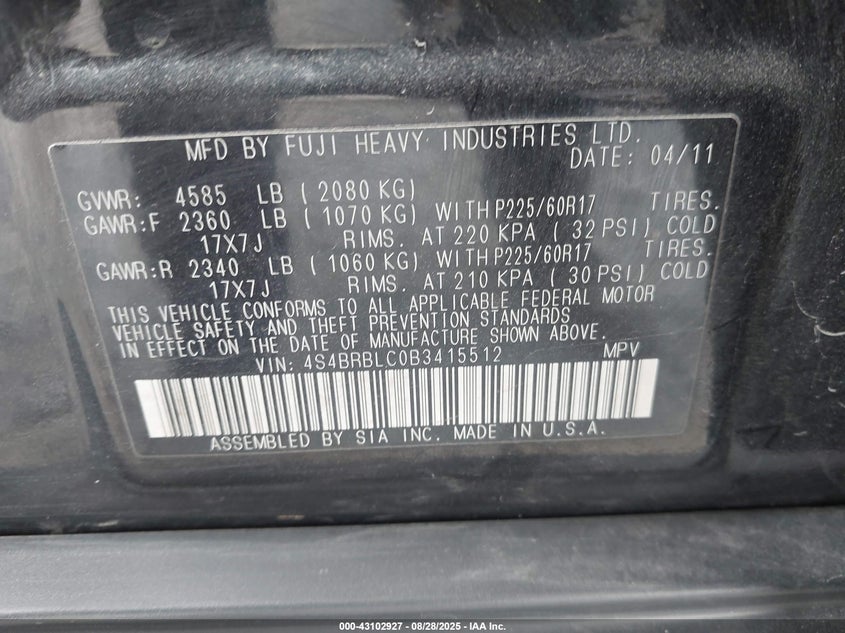 MFD BY FUJI HEAVY INDUSTRIES LTD.
DATE: 04/11
GVWR: 4585 LB ( 2080 KG)
GAWR:F 2360 LB ( 1070 KG) WITH P225/60R17 TIRES.
17X7J RIMS. AT 220 KPA ( 32 PSI) COLD
GAWR:R 2340 LB ( 1060 KG) WITH P225/60R17 TIRES.
17X7J RIMS. AT 210 KPA ( 30 PSI) COLD
THIS VEHICLE CONFORMS TO ALL APPLICABLE FEDERAL MOTOR
VEHICLE SAFETY AND THEFT PREVENTION STANDARDS
IN EFFECT ON THE DATE OF MANUFACTURE SHOWN ABOVE.
VIN: 4S4BRBLC0B3415512 MPV
ASSEMBLED BY SIA INC. MADE IN U.S.A.
000-43102927 - 08/28/2025 - IAA Inc.